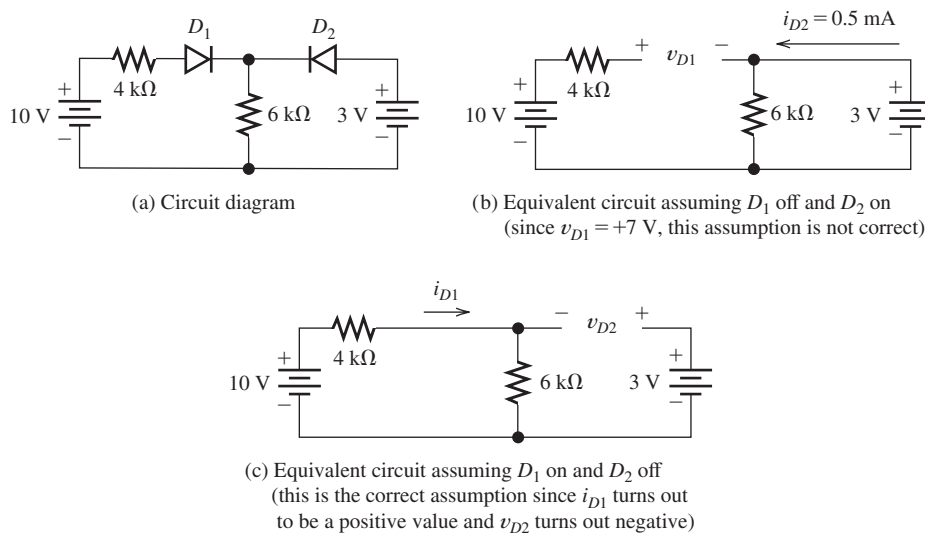 D1
D2
4 kΩ
10 V
+
−
6 kΩ
3 V
+
−
(a) Circuit diagram
iD2 = 0.5 mA
+ vD1 −
4 kΩ
10 V
+
−
6 kΩ
3 V
+
−
(b) Equivalent circuit assuming D1 off and D2 on
(since vD1 = +7 V, this assumption is not correct)
iD1
− vD2 +
4 kΩ
10 V
+
−
6 kΩ
3 V
+
−
(c) Equivalent circuit assuming D1 on and D2 off
(this is the correct assumption since iD1 turns out
to be a positive value and vD2 turns out negative)